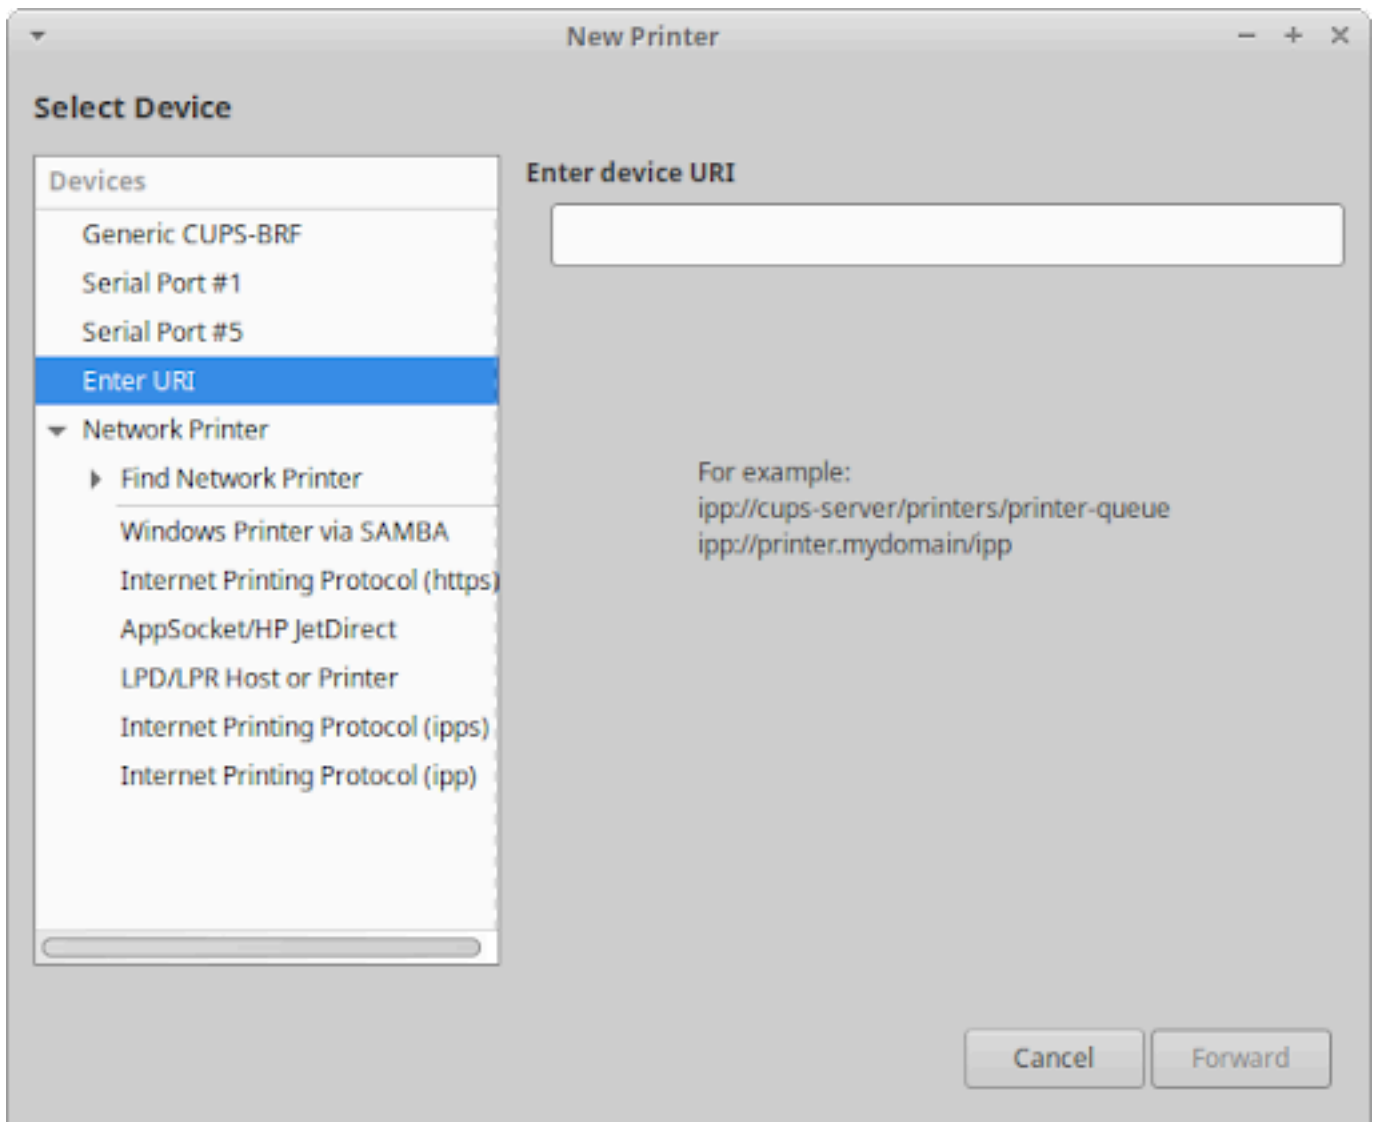 New Printer
Select Device
Devices
Generic CUPS-BRF
Serial Port #1
Serial Port #5
Enter URI
Network Printer
Find Network Printer
Windows Printer via SAMBA
Internet Printing Protocol (https)
AppSocket/HP JetDirect
LPD/LPR Host or Printer
Internet Printing Protocol (ipps)
Internet Printing Protocol (ipp)
Enter device URI
For example:
ipp://cups-server/printers/printer-queue
ipp://printer.mydomain/ipp
Cancel
Forward